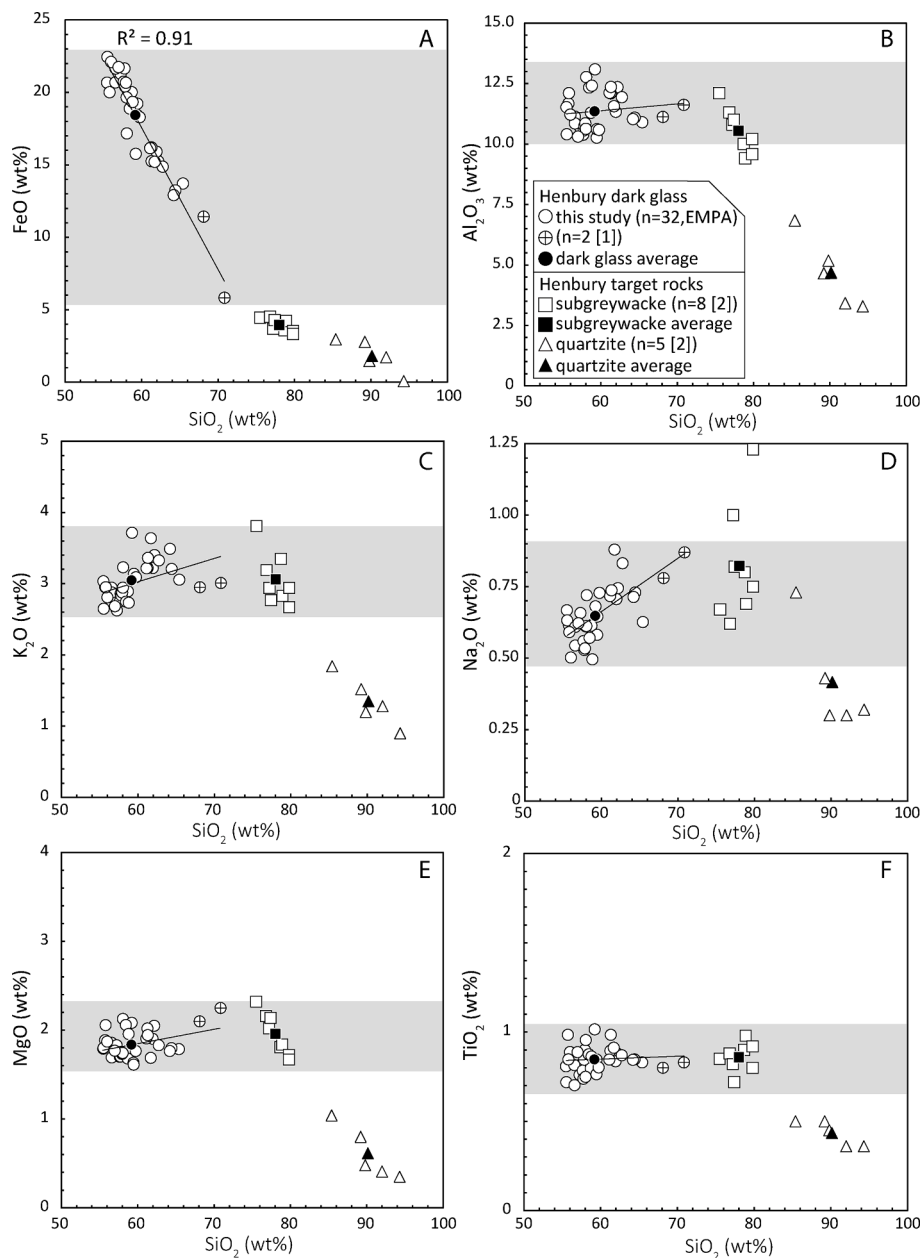 R² = 0.91
A
25
20
15
10
5
0
FeO (wt%)
50 60 70 80 90 100
SiO₂ (wt%)
B
15.0
12.5
10.0
7.5
5.0
2.5
0.0
Al₂O₃ (wt%)
Henbury dark glass
this study (n=32,EMPA)
(n=2 [1])
dark glass average
Henbury target rocks
subgreywacke (n=8 [2])
subgreywacke average
quartzite (n=5 [2])
quartzite average
50 60 70 80 90 100
SiO₂ (wt%)
C
5
4
3
2
1
0
K₂O (wt%)
50 60 70 80 90 100
SiO₂ (wt%)
D
1.25
1.00
0.75
0.50
0.25
0.00
Na₂O (wt%)
50 60 70 80 90 100
SiO₂ (wt%)
E
4
3
2
1
0
MgO (wt%)
50 60 70 80 90 100
SiO₂ (wt%)
F
2
1
0
TiO₂ (wt%)
50 60 70 80 90 100
SiO₂ (wt%)